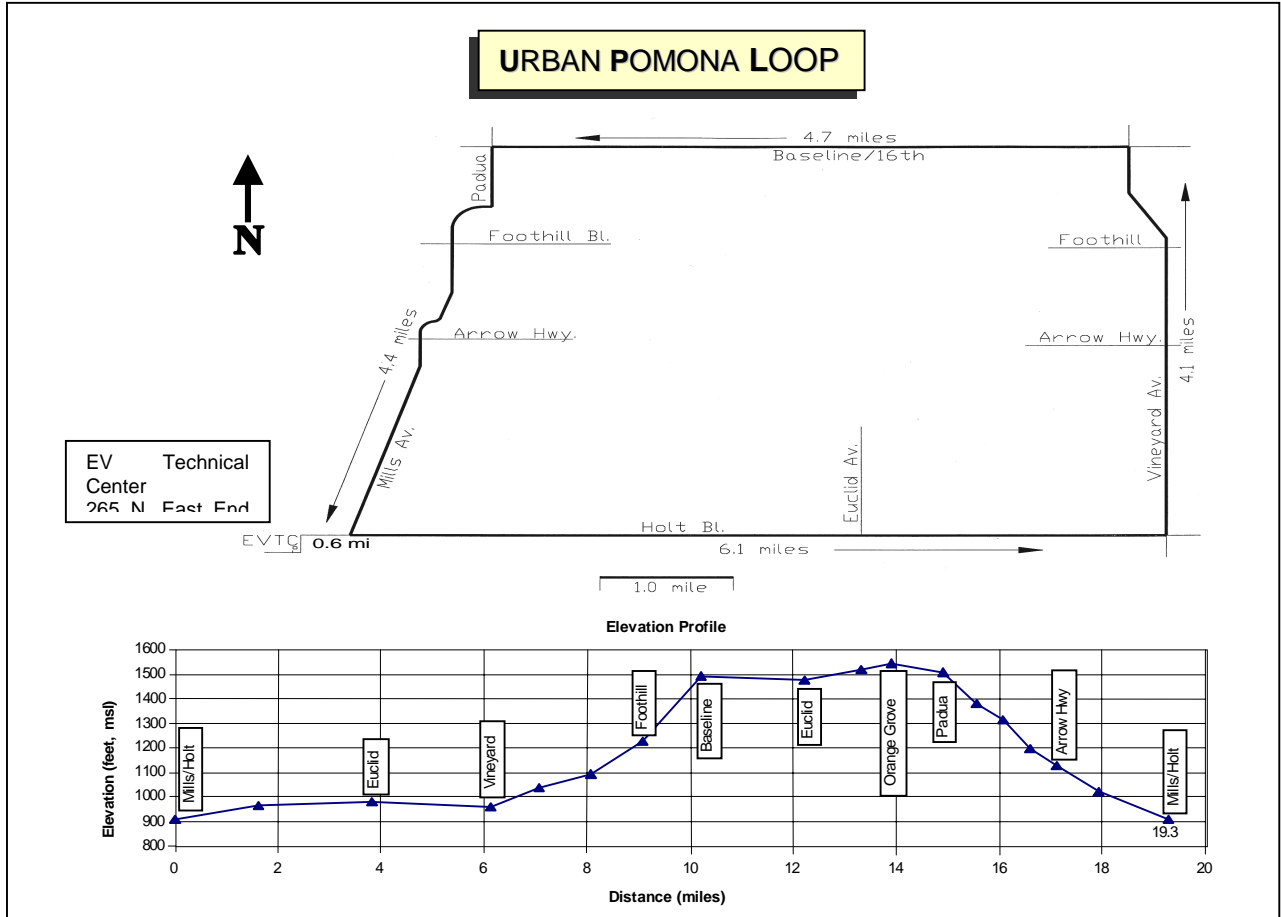 URBAN POMONA LOOP
4.7 miles
Baseline/16th
Padua
N
Foothill Bl.
Foothill
Arrow Hwy.
Arrow Hwy.
4.4 miles
4.1 miles
Mills Av.
Vineyard Av.
Euclid Av.
EV Technical
Center
265 N. East End
EVTC
0.6 mi
Holt Bl.
6.1 miles
1.0 mile
Elevation Profile
Elevation (feet, msl)
1600
1500
1400
1300
1200
1100
1000
900
800
Mills/Holt
Euclid
Vineyard
Foothill
Baseline
Euclid
Orange Grove
Padua
Arrow Hwy
Mills/Holt
19.3
0
2
4
6
8
10
12
14
16
18
20
Distance (miles)